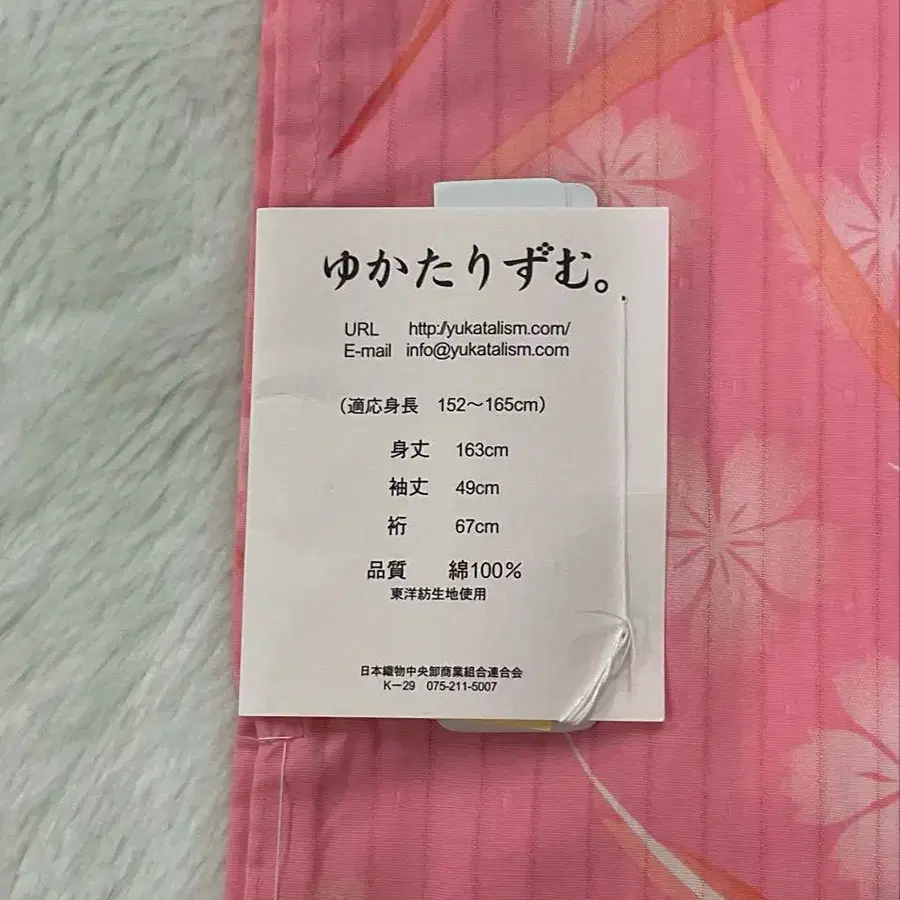 ゆかたりずむ。
URL http://yukatalism.com/
E-mail info@yukatalism.com
(適応身長 152～165cm)
身丈 163cm
袖丈 49cm
裄 67cm
品質 綿100%
東洋紡生地使用
日本織物中央卸商業組合連合会
K－29 075-211-5007